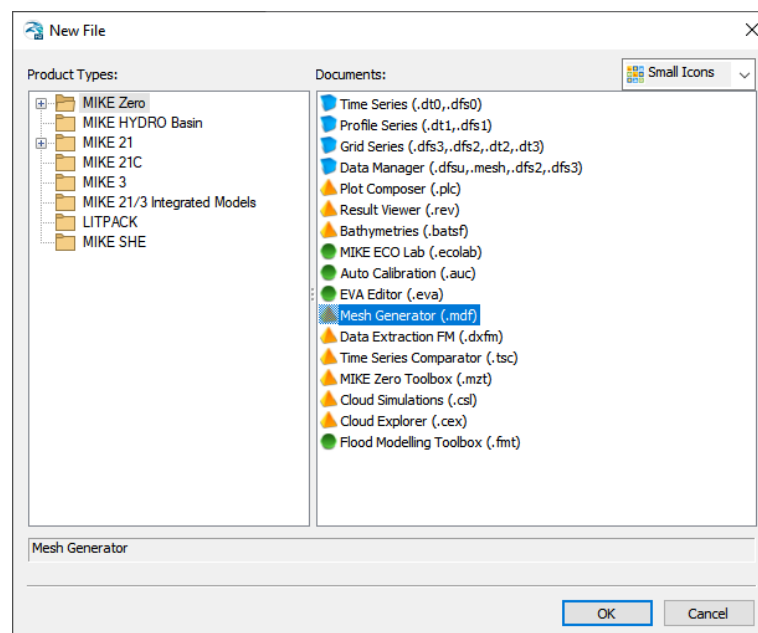 New File
Product Types:
Documents:
Small Icons
MIKE Zero
MIKE HYDRO Basin
MIKE 21
MIKE 21C
MIKE 3
MIKE 21/3 Integrated Models
LITPACK
MIKE SHE
Time Series (.dt0,.dfs0)
Profile Series (.dt1,.dfs1)
Grid Series (.dfs3,.dfs2,.dt2,.dt3)
Data Manager (.dfsu,.mesh,.dfs2,.dfs3)
Plot Composer (.plc)
Result Viewer (.rev)
Bathymetries (.batsf)
MIKE ECO Lab (.ecolab)
Auto Calibration (.auc)
EVA Editor (.eva)
Mesh Generator (.mdf)
Data Extraction FM (.dxfm)
Time Series Comparator (.tsc)
MIKE Zero Toolbox (.mzt)
Cloud Simulations (.csl)
Cloud Explorer (.cex)
Flood Modelling Toolbox (.fmt)
Mesh Generator
OK
Cancel